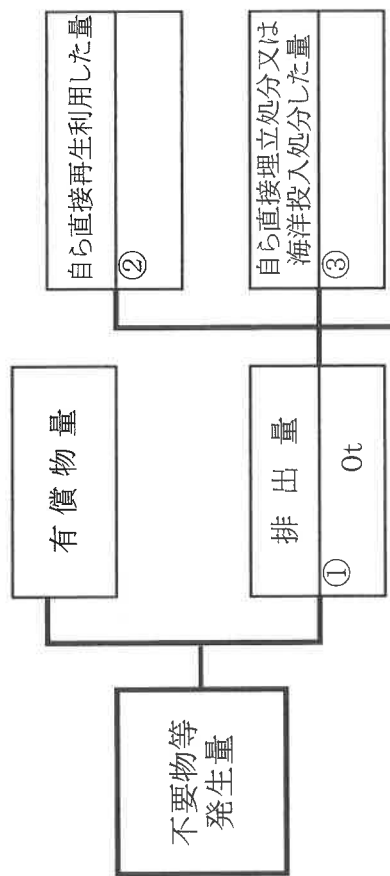 不要物等
発生量
有償物量
排出量
①
0t
自ら直接再生利用した量
②
自ら直接埋立処分又は
海洋投入処分した量
③